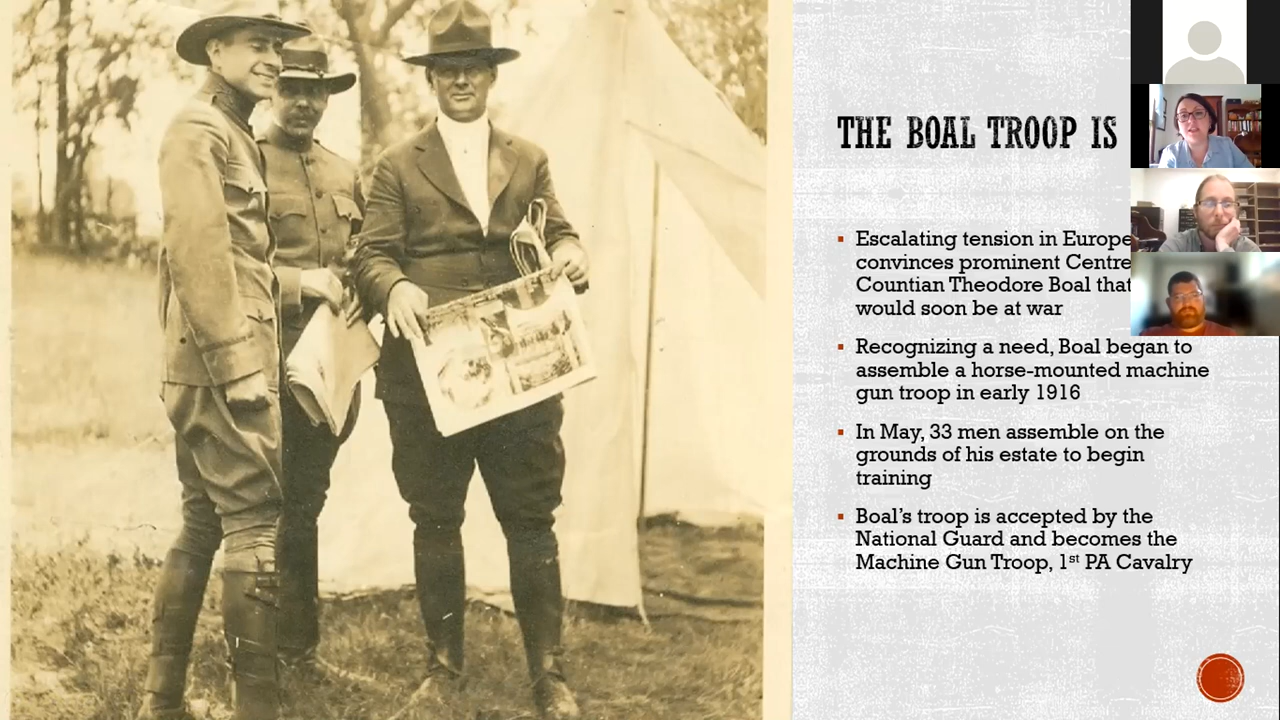 THE BOAL TROOP IS
Escalating tension in Europe
convinces prominent Centre
Countian Theodore Boal that
would soon be at war
Recognizing a need, Boal began to
assemble a horse-mounted machine
gun troop in early 1916
In May, 33 men assemble on the
grounds of his estate to begin
training
Boal’s troop is accepted by the
National Guard and becomes the
Machine Gun Troop, 1st PA Cavalry